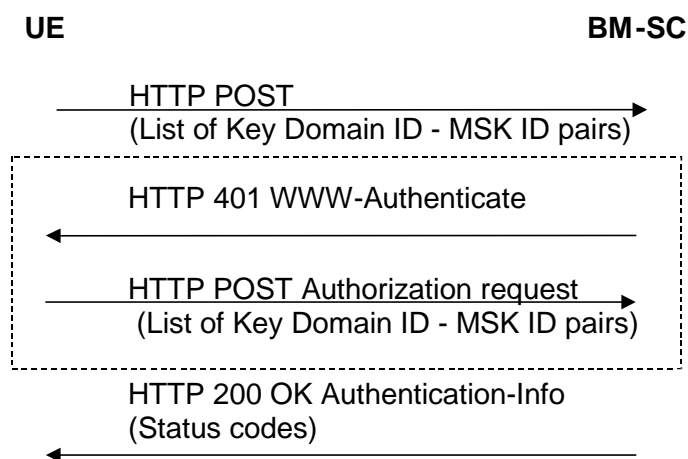 UE BM-SC
HTTP POST
(List of Key Domain ID - MSK ID pairs)
HTTP 401 WWW-Authenticate
HTTP POST Authorization request
(List of Key Domain ID - MSK ID pairs)
HTTP 200 OK Authentication-Info
(Status codes)